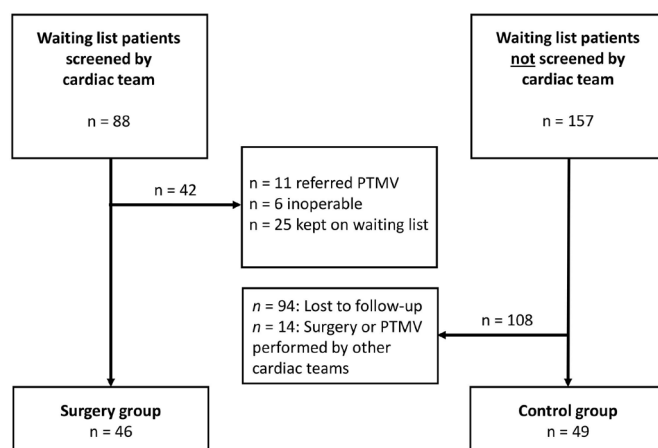 Waiting list patients
screened by
cardiac team
n = 88
Waiting list patients
not screened by
cardiac team
n = 157
n = 42
n = 11 referred PTMV
n = 6 inoperable
n = 25 kept on waiting list
n = 94: Lost to follow-up
n = 14: Surgery or PTMV
performed by other
cardiac teams
n = 108
Surgery group
n = 46
Control group
n = 49